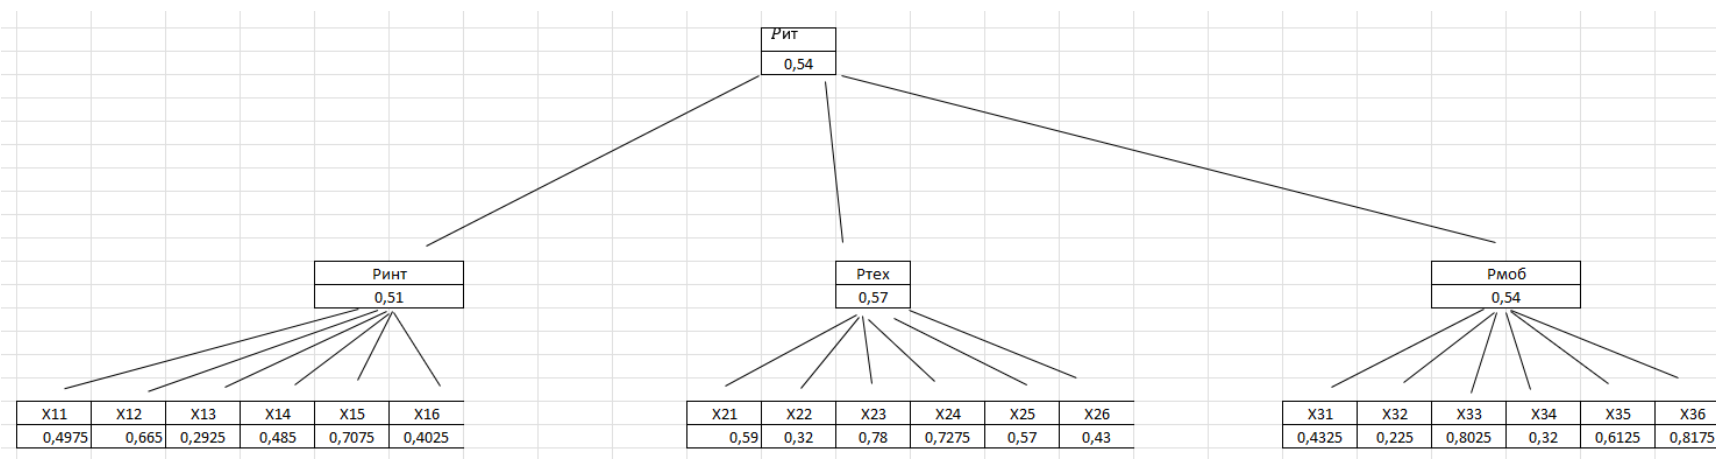 Рит
0,54
Ринт Ртех Рмоб
0,51 0,57 0,54
X11 X12 X13 X14 X15 X16 X21 X22 X23 X24 X25 X26 X31 X32 X33 X34 X35 X36
0,4975 0,665 0,2925 0,485 0,7075 0,4025 0,59 0,32 0,78 0,7275 0,57 0,43 0,4325 0,225 0,8025 0,32 0,6125 0,8175